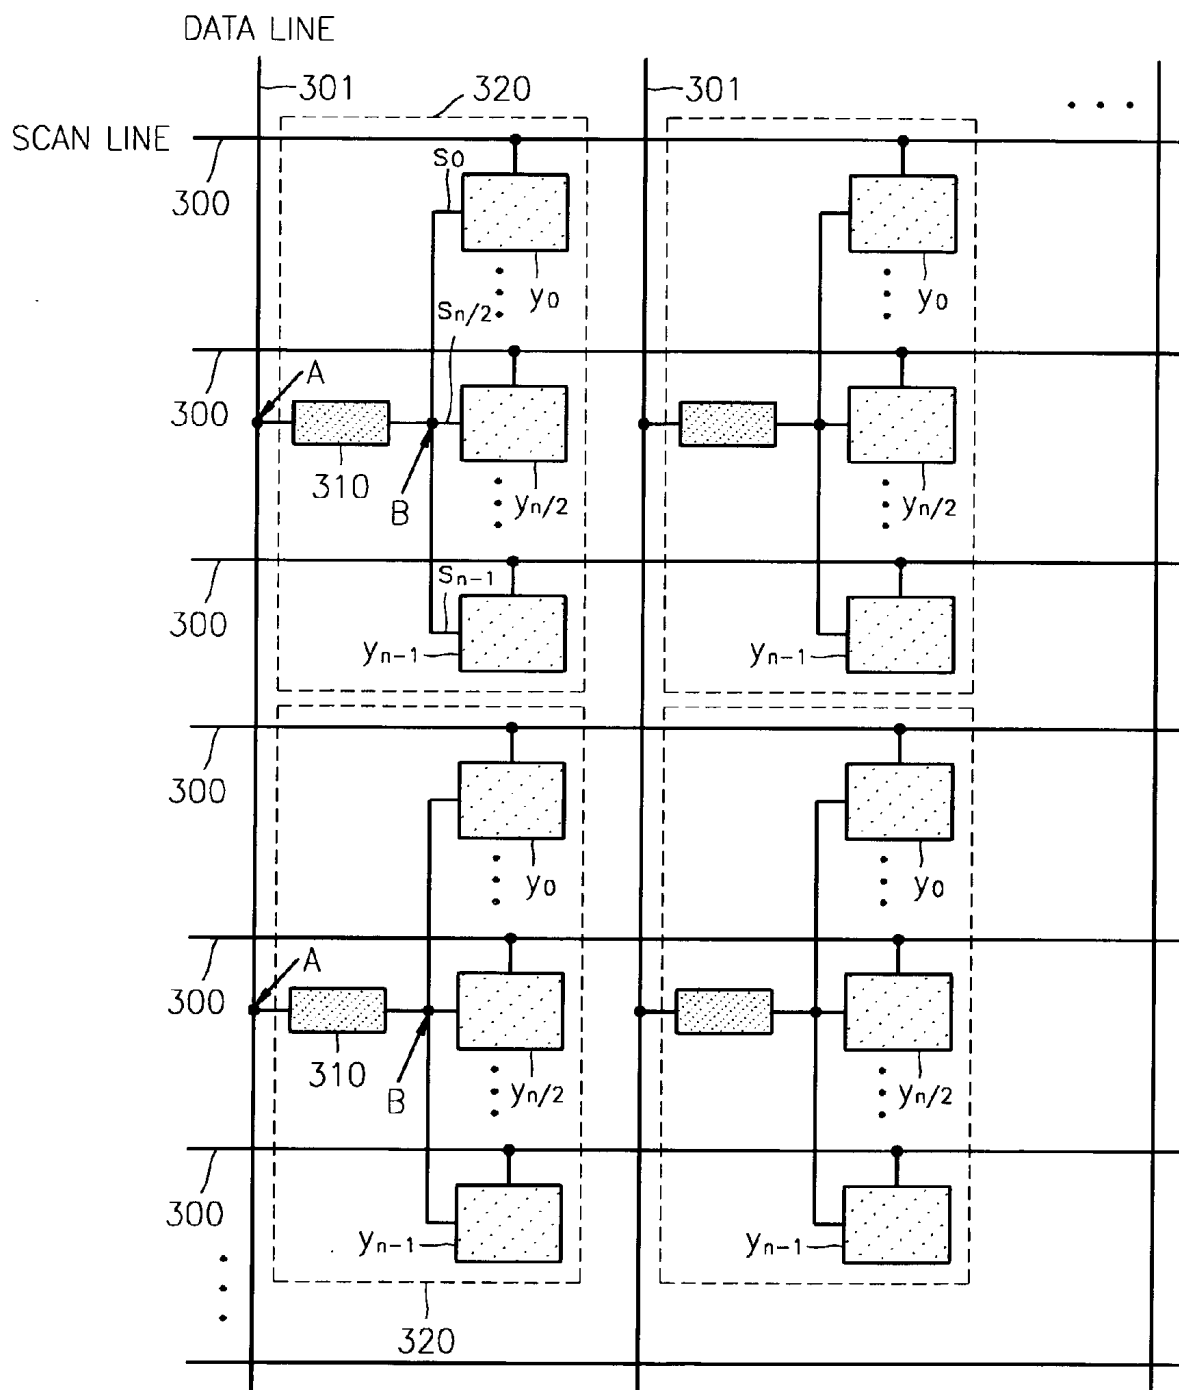 DATA LINE
301 320 301
SCAN LINE
300 s0
y0 y0
sn/2
A
300
310 B yn/2 yn/2
sn-1
300
yn-1 yn-1
300
y0 y0
A
300
310 B yn/2 yn/2
300
yn-1 yn-1
320